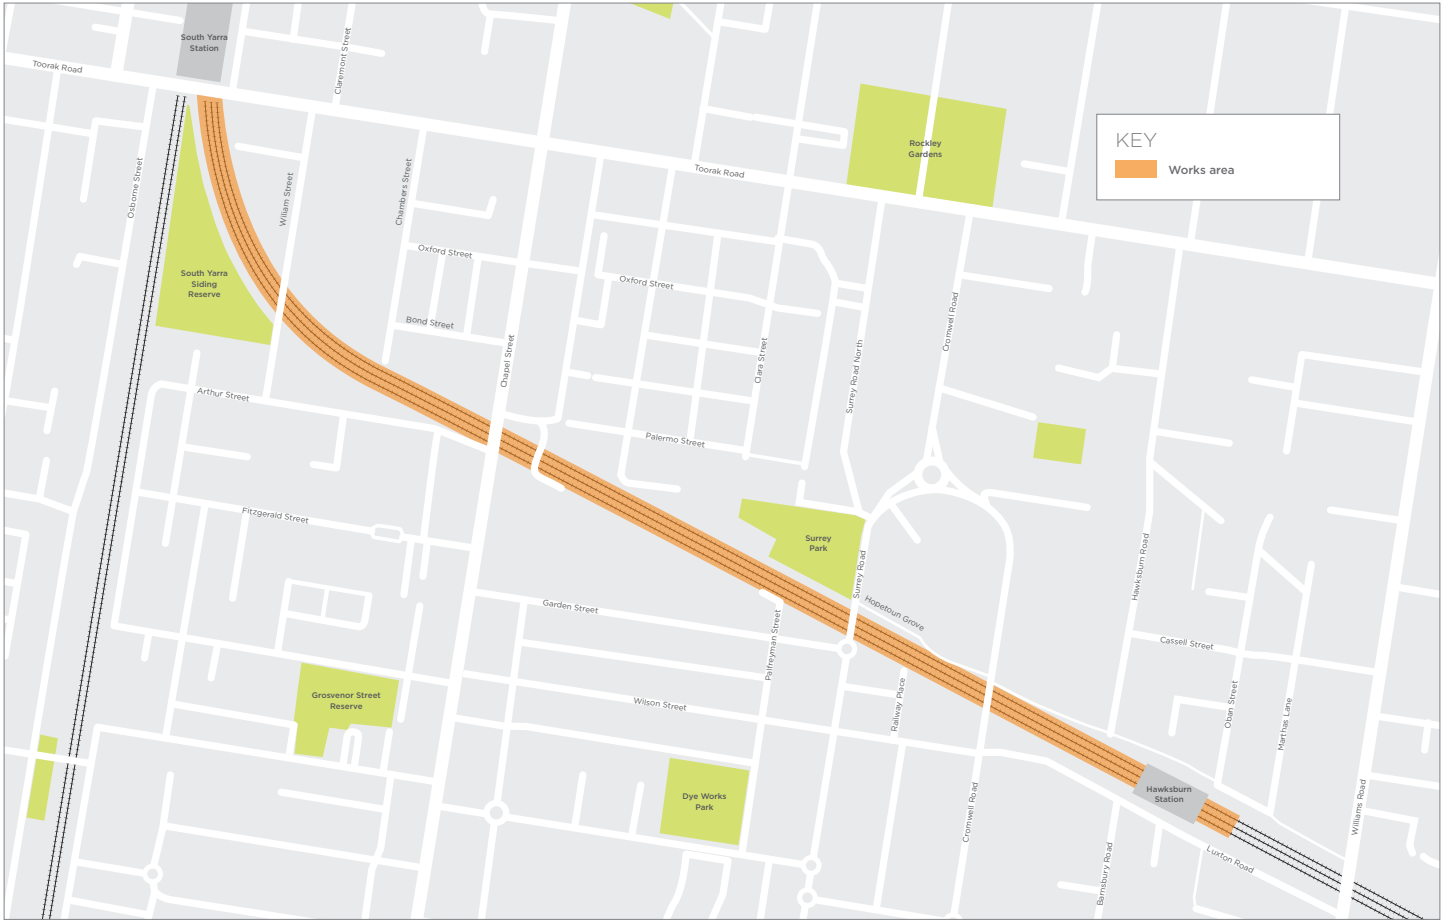 South Yarra
Station
Toorak Road
Claremont Street
KEY
Works area
Rockley
Gardens
Toorak Road
Osborne Street
William Street
Chambers Street
Oxford Street
Oxford Street
South Yarra
Siding
Reserve
Bond Street
Chapel Street
Clara Street
Surrey Road North
Cromwell Road
Arthur Street
Palermo Street
Fitzgerald Street
Surrey
Park
Surrey Road
Hopetoun Grove
Hawksburn Road
Garden Street
Palfreyman Street
Cassell Street
Grosvenor Street
Reserve
Wilson Street
Railway Place
Oban Street
Marthas Lane
Dye Works
Park
Hawksburn
Station
Cromwell Road
Williams Road
Luxton Road
Barnsbury Road